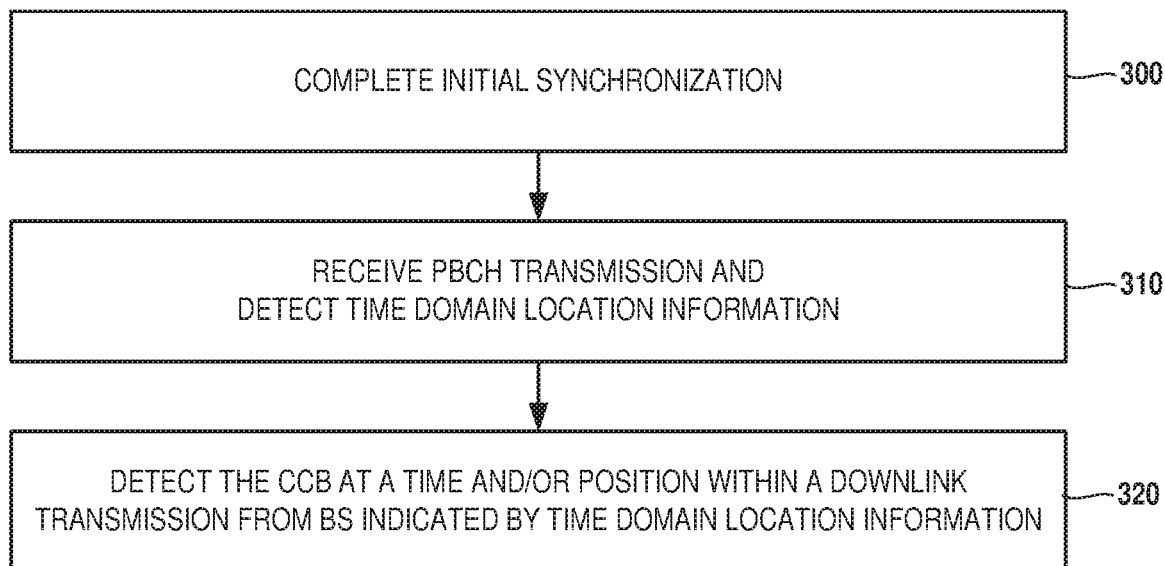 COMPLETE INITIAL SYNCHRONIZATION
300
RECEIVE PBCH TRANSMISSION AND
DETECT TIME DOMAIN LOCATION INFORMATION
310
DETECT THE CCB AT A TIME AND/OR POSITION WITHIN A DOWNLINK
TRANSMISSION FROM BS INDICATED BY TIME DOMAIN LOCATION INFORMATION
320